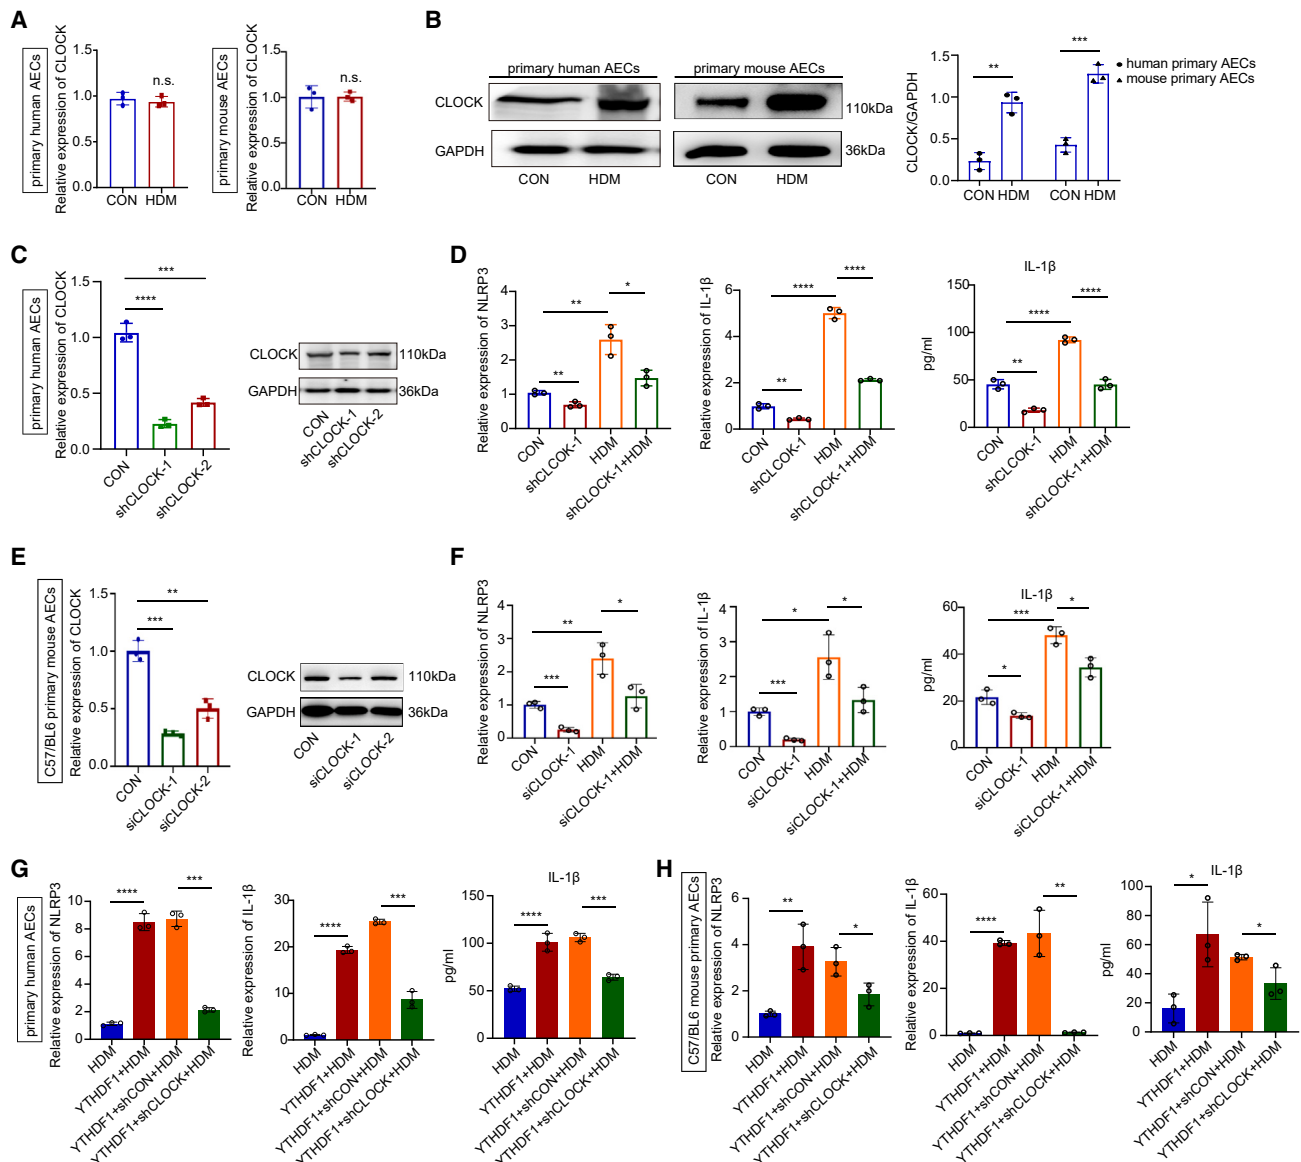 A
primary human AECs
Relative expression of CLOCK
1.5
1.0
0.5
0.0
n.s.
CON HDM
primary mouse AECs
Relative expression of CLOCK
1.5
1.0
0.5
0.0
n.s.
CON HDM
B
primary human AECs primary mouse AECs
CLOCK 110kDa
GAPDH 36kDa
CON HDM CON HDM
CLOCK/GAPDH
1.5
1.0
0.5
0.0
** ***
CON HDM CON HDM
human primary AECs
mouse primary AECs
C
primary human AECs
Relative expression of CLOCK
1.5
1.0
0.5
0.0
***
****
CON
shCLOCK-1
shCLOCK-2
CLOCK 110kDa
GAPDH 36kDa
CON
shCLOCK-1
shCLOCK-2
D
Relative expression of NLRP3
4
3
2
1
0
** ** *
CON
shCLCOK-1
HDM
shCLOCK-1+HDM
Relative expression of IL-1β
6
4
2
0
** **** ****
CON
shCLCOK-1
HDM
shCLOCK-1+HDM
IL-1β
pg/ml
150
100
50
0
** **** ****
CON
shCLOCK-1
HDM
shCLOCK-1+HDM
E
C57/BL6 primary mouse AECs
Relative expression of CLOCK
1.5
1.0
0.5
0.0
**
***
CON
siCLOCK-1
siCLOCK-2
CLOCK 110kDa
GAPDH 36kDa
CON
siCLOCK-1
siCLOCK-2
F
Relative expression of NLRP3
4
3
2
1
0
*** ** *
CON
siCLOCK-1
HDM
siCLOCK-1+HDM
Relative expression of IL-1β
4
3
2
1
0
*** * *
CON
siCLOCK-1
HDM
siCLOCK-1+HDM
IL-1β
pg/ml
60
40
20
0
* *** *
CON
siCLOCK-1
HDM
siCLOCK-1+HDM
G
primary human AECs
Relative expression of NLRP3
10
8
6
4
2
0
**** ***
HDM
YTHDF1+HDM
YTHDF1+shCON+HDM
YTHDF1+shCLOCK+HDM
Relative expression of IL-1β
30
20
10
0
**** ***
HDM
YTHDF1+HDM
YTHDF1+shCON+HDM
YTHDF1+shCLOCK+HDM
IL-1β
pg/ml
150
100
50
0
**** ***
HDM
YTHDF1+HDM
YTHDF1+shCON+HDM
YTHDF1+shCLOCK+HDM
H
C57/BL6 mouse primary AECs
Relative expression of NLRP3
6
4
2
0
** *
HDM
YTHDF1+HDM
YTHDF1+shCON+HDM
YTHDF1+shCLOCK+HDM
Relative expression of IL-1β
60
40
20
0
**** **
HDM
YTHDF1+HDM
YTHDF1+shCON+HDM
YTHDF1+shCLOCK+HDM
IL-1β
pg/ml
100
80
60
40
20
0
* *
HDM
YTHDF1+HDM
YTHDF1+shCON+HDM
YTHDF1+shCLOCK+HDM